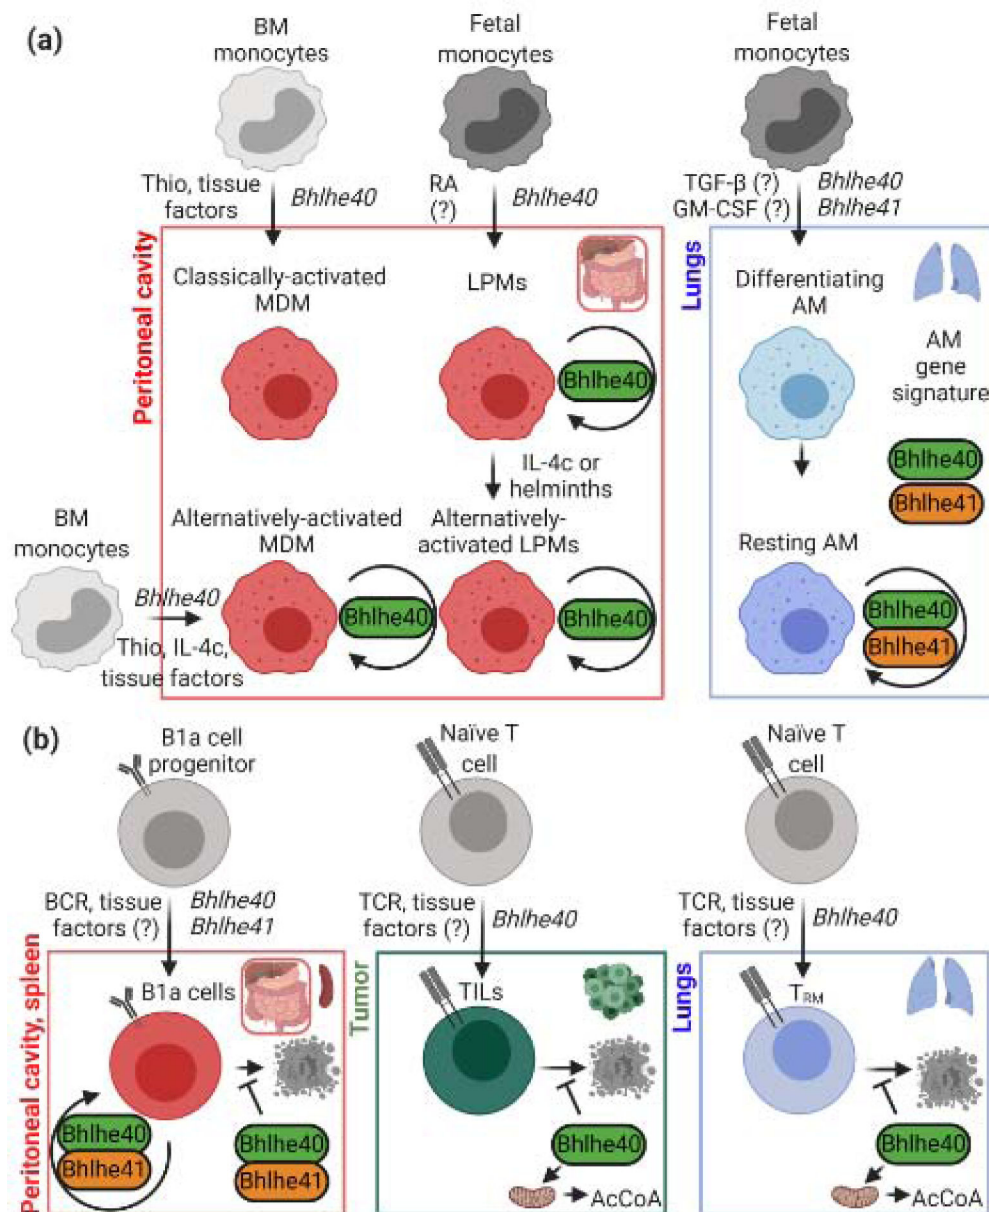 (a)
BM
monocytes
Fetal
monocytes
Fetal
monocytes
Thio, tissue
factors
Bhlhe40
RA
(?)
Bhlhe40
TGF-β (?)
GM-CSF (?)
Bhlhe40
Bhlhe41
Peritoneal cavity
Classically-activated
MDM
LPMs
Bhlhe40
IL-4c or
helminths
BM
monocytes
Bhlhe40
Thio, IL-4c,
tissue factors
Alternatively-activated
MDM
Bhlhe40
Alternatively-
activated LPMs
Bhlhe40
Lungs
Differentiating
AM
AM
gene
signature
Bhlhe40
Bhlhe41
Resting AM
Bhlhe40
Bhlhe41
(b)
B1a cell
progenitor
Naïve T
cell
Naïve T
cell
BCR, tissue
factors (?)
Bhlhe40
Bhlhe41
TCR, tissue
factors (?)
Bhlhe40
TCR, tissue
factors (?)
Bhlhe40
Peritoneal cavity, spleen
B1a cells
Bhlhe40
Bhlhe41
Bhlhe40
Bhlhe41
Tumor
TILs
Bhlhe40
AcCoA
Lungs
TRM
Bhlhe40
AcCoA